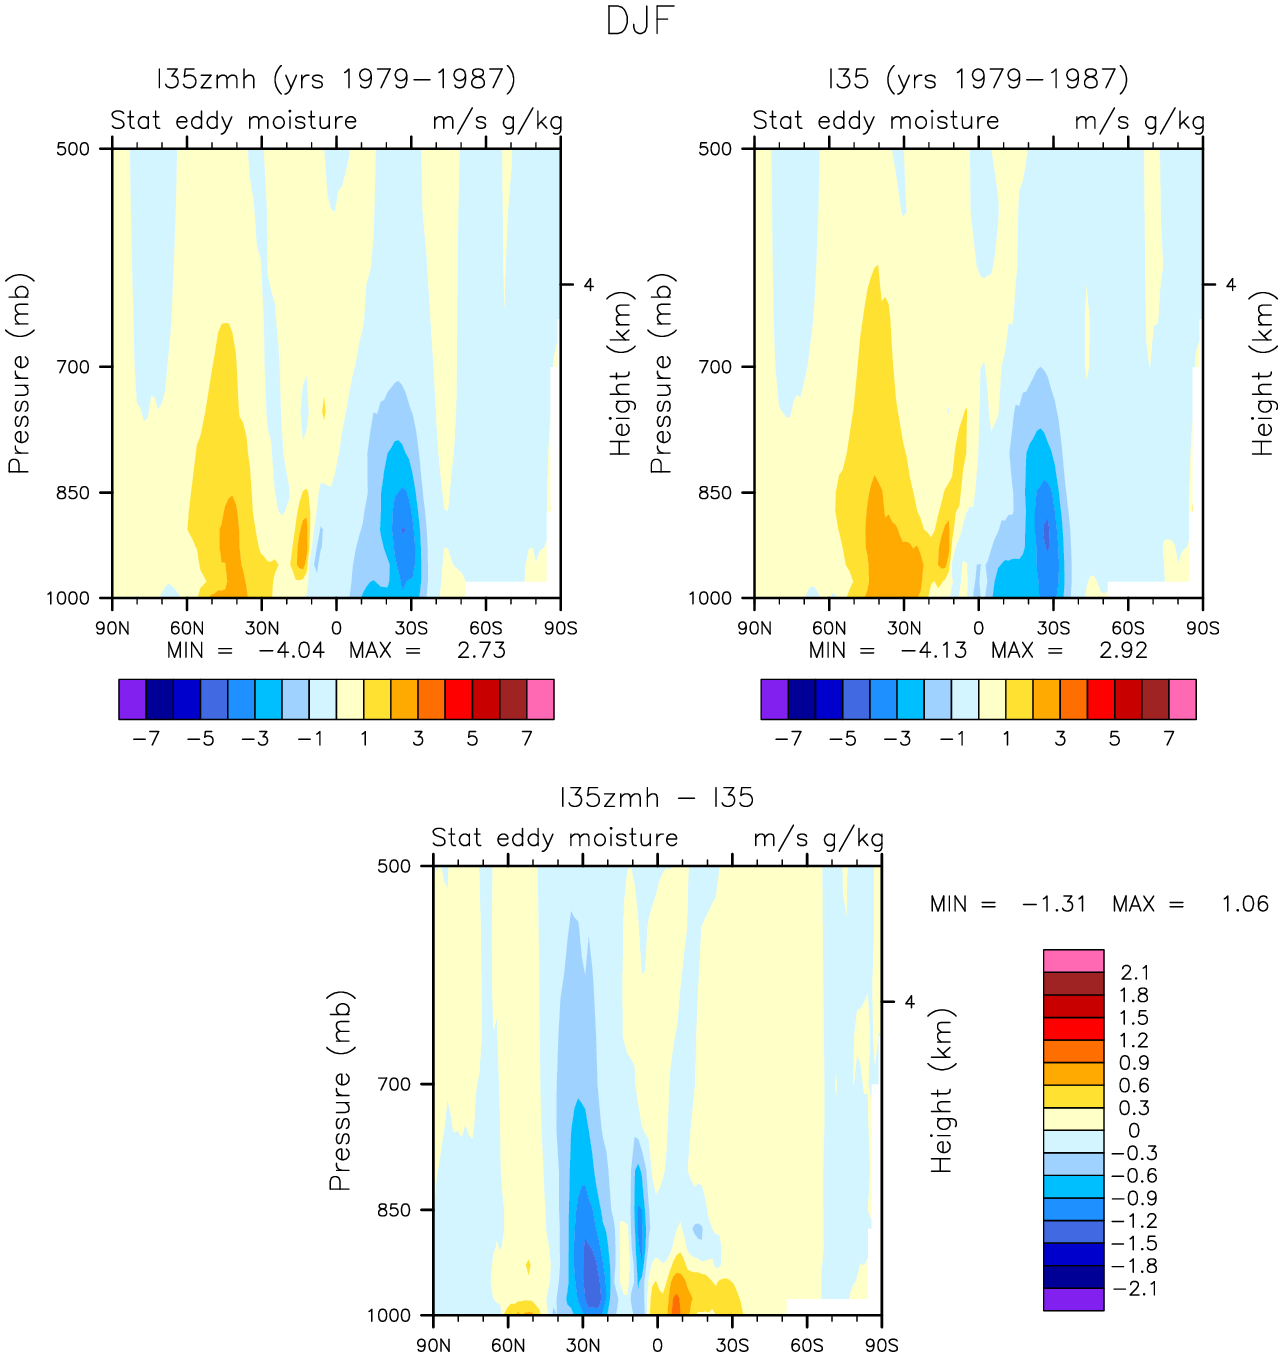 DJF
I35zmh (yrs 1979−1987)
Stat eddy moisture m/s g/kg
500
700
850
1000
Pressure (mb)
4
Height (km)
90N 60N 30N 0 30S 60S 90S
MIN = −4.04 MAX = 2.73
−7 −5 −3 −1 1 3 5 7
I35 (yrs 1979−1987)
Stat eddy moisture m/s g/kg
500
700
850
1000
Pressure (mb)
4
Height (km)
90N 60N 30N 0 30S 60S 90S
MIN = −4.13 MAX = 2.92
−7 −5 −3 −1 1 3 5 7
I35zmh − I35
Stat eddy moisture m/s g/kg
500
700
850
1000
Pressure (mb)
4
Height (km)
90N 60N 30N 0 30S 60S 90S
MIN = −1.31 MAX = 1.06
2.1
1.8
1.5
1.2
0.9
0.6
0.3
0
−0.3
−0.6
−0.9
−1.2
−1.5
−1.8
−2.1